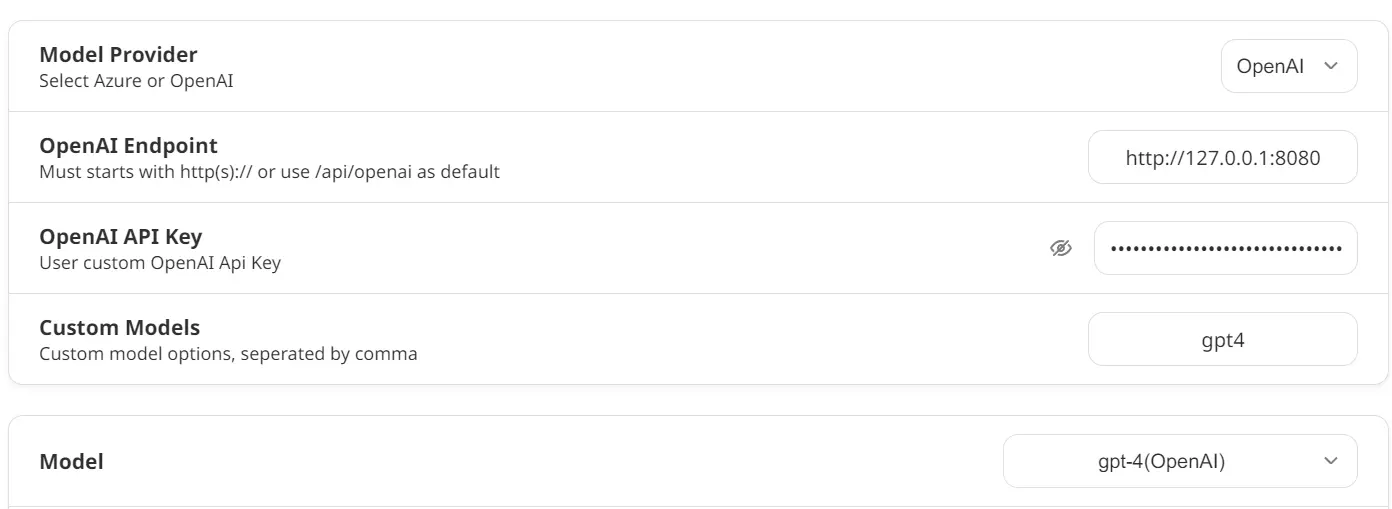 Model Provider
Select Azure or OpenAI
OpenAI
OpenAI Endpoint
Must starts with http(s):// or use /api/openai as default
http://127.0.0.1:8080
OpenAI API Key
User custom OpenAI Api Key
•••••••••••••••••••••••••••••••
Custom Models
Custom model options, seperated by comma
gpt4
Model
gpt-4(OpenAI)